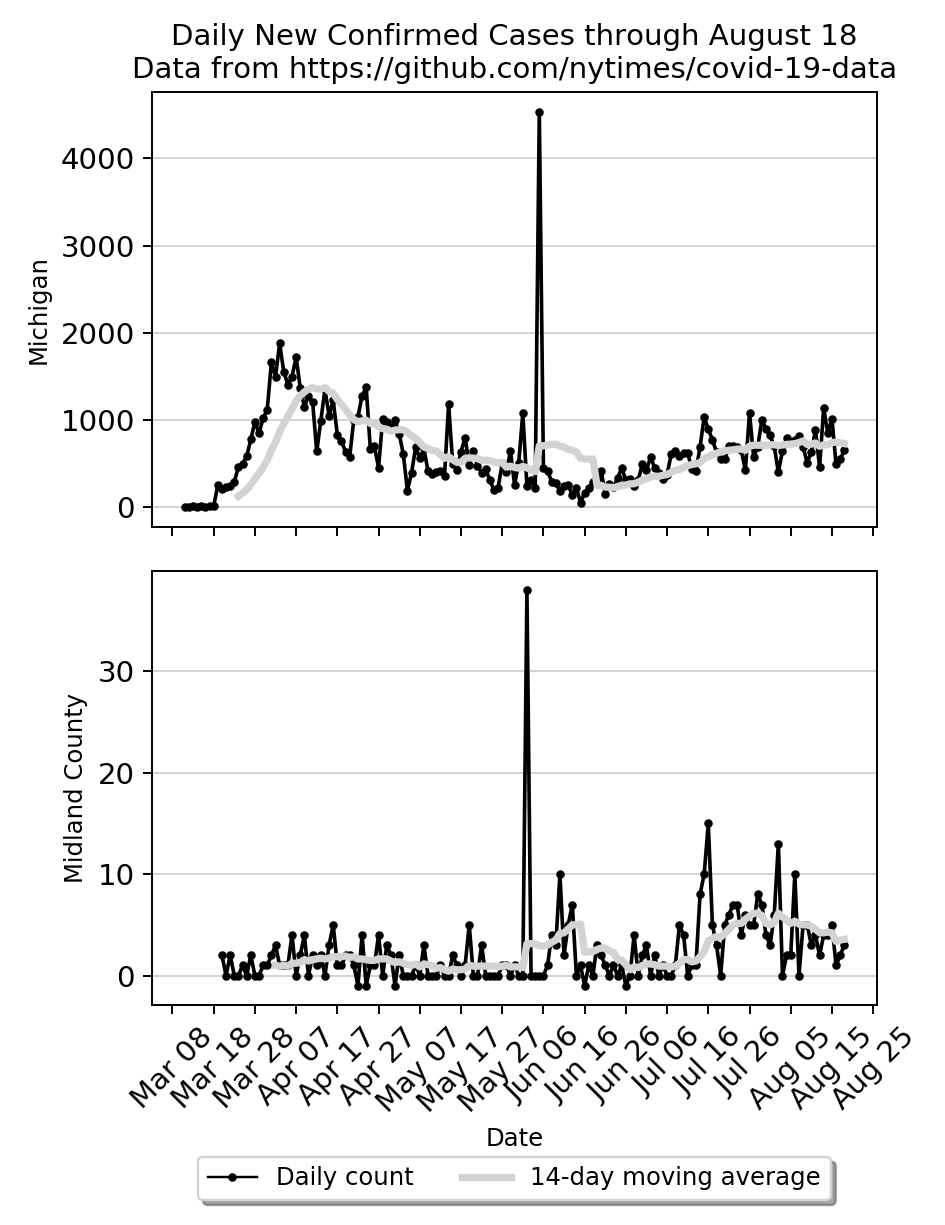 Daily New Confirmed Cases through August 18
Data from https://github.com/nytimes/covid-19-data
Michigan
4000
3000
2000
1000
0
Midland County
30
20
10
0
Mar 08
Mar 18
Mar 28
Apr 07
Apr 17
Apr 27
May 07
May 17
May 27
Jun 06
Jun 16
Jun 26
Jul 06
Jul 16
Jul 26
Aug 05
Aug 15
Aug 25
Date
Daily count
14-day moving average